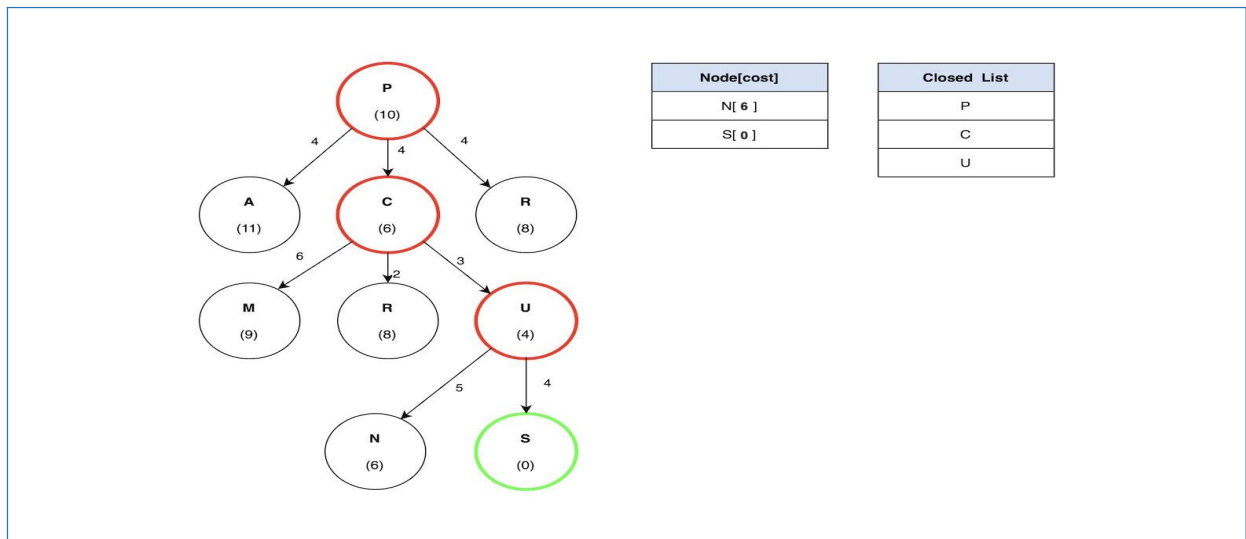 P
(10)
4
4
4
A
(11)
C
(6)
R
(8)
6
2
3
M
(9)
R
(8)
U
(4)
5
4
N
(6)
S
(0)
Node[cost]
N[ 6 ]
S[ 0 ]
Closed List
P
C
U